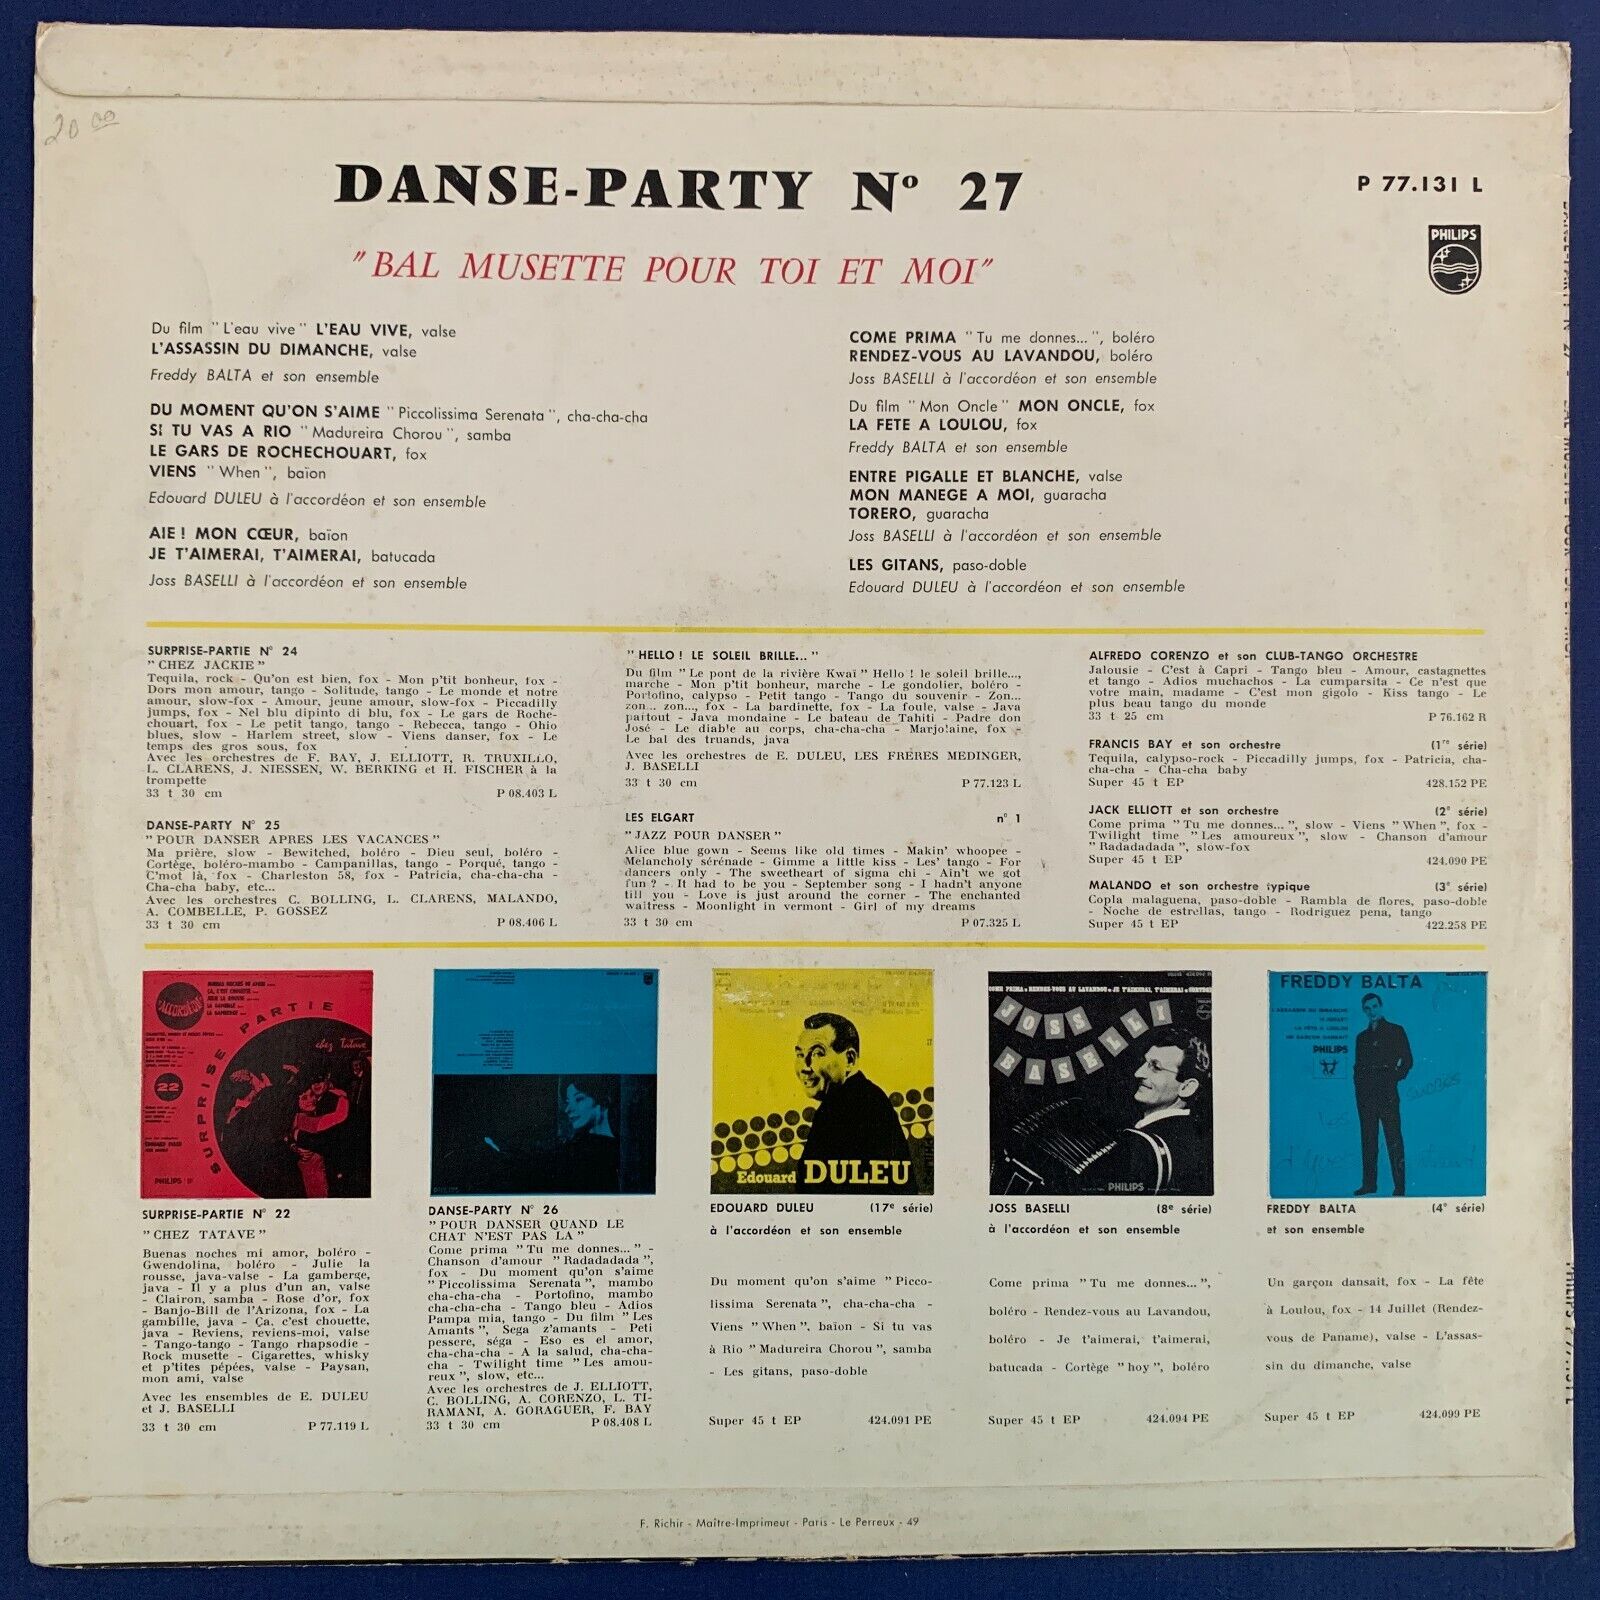 20 00
DANSE-PARTY N° 27
P 77.131 L
PHILIPS
"BAL MUSETTE POUR TOI ET MOI"
Du film "L'eau vive" L'EAU VIVE, valse
L'ASSASSIN DU DIMANCHE, valse
Freddy BALTA et son ensemble
DU MOMENT QU'ON S'AIME "Piccolissima Serenata", cha-cha-cha
SI TU VAS A RIO "Madureira Chorou", samba
LE GARS DE ROCHECHOUART, fox
VIENS "When", baïon
Edouard DULEU à l'accordéon et son ensemble
AIE ! MON CŒUR, baïon
JE T'AIMERAI, T'AIMERAI, batucada
Joss BASELLI à l'accordéon et son ensemble
COME PRIMA "Tu me donnes...", boléro
RENDEZ-VOUS AU LAVANDOU, boléro
Joss BASELLI à l'accordéon et son ensemble
Du film "Mon Oncle" MON ONCLE, fox
LA FETE A LOULOU, fox
Freddy BALTA et son ensemble
ENTRE PIGALLE ET BLANCHE, valse
MON MANEGE A MOI, guaracha
TORERO, guaracha
Joss BASELLI à l'accordéon et son ensemble
LES GITANS, paso-doble
Edouard DULEU à l'accordéon et son ensemble
SURPRISE-PARTIE N° 24
"CHEZ JACKIE"
Tequila, rock - Qu'on est bien, fox - Mon p'tit bonheur, fox -
Dors mon amour, tango - Solitude, tango - Le monde et notre
amour, slow-fox - Amour, jeune amour, slow-fox - Piccadilly
jumps, fox - Nel blu dipinto di blu, fox - Le gars de Roche-
chouart, fox - Le petit tango, tango - Rebecca, tango - Ohio
blues, slow - Harlem street, slow - Viens danser, fox - Le
temps des gros sous, fox
Avec les orchestres de F. BAY, J. ELLIOTT, R. TRUXILLO,
L. CLARENS, J. NIESSEN, W. BERKING et H. FISCHER à la
trompette
33 t 30 cm P 08.403 L
DANSE-PARTY N° 25
"POUR DANSER APRES LES VACANCES"
Ma prière, slow - Bewitched, boléro - Dieu seul, boléro -
Cortège, boléro-mambo - Campanillas, tango - Porqué, tango -
C'mot là, fox - Charleston 58, fox - Patricia, cha-cha-cha -
Cha-cha baby, etc...
Avec les orchestres C. BOLLING, L. CLARENS, MALANDO,
A. COMBELLE, P. GOSSEZ
33 t 30 cm P 08.406 L
"HELLO ! LE SOLEIL BRILLE..."
Du film "Le pont de la rivière Kwaï" Hello ! le soleil brille...,
marche - Mon p'tit bonheur, marche - Le gondolier, boléro -
Portofino, calypso - Petit tango - Tango du souvenir - Zon...
zon... zon..., fox - La bardinette, fox - La foule, valse - Java
partout - Java mondaine - Le bateau de Tahiti - Padre don
José - Le diable au corps, cha-cha-cha - Marjolaine, fox -
Le bal des truands, java
Avec les orchestres de E. DULEU, LES FRÈRES MEDINGER,
J. BASELLI
33 t 30 cm P 77.123 L
LES ELGART n° 1
"JAZZ POUR DANSER"
Alice blue gown - Seems like old times - Makin' whoopee -
Melancholy sérénade - Gimme a little kiss - Les' tango - For
dancers only - The sweetheart of sigma chi - Ain't we got
fun ? - It had to be you - September song - I hadn't anyone
till you - Love is just around the corner - The enchanted
waitress - Moonlight in vermont - Girl of my dreams
33 t 30 cm P 07.325 L
ALFREDO CORENZO et son CLUB-TANGO ORCHESTRE
Jalousie - C'est à Capri - Tango bleu - Amour, castagnettes
et tango - Adios muchachos - La cumparsita - Ce n'est que
votre main, madame - C'est mon gigolo - Kiss tango - Le
plus beau tango du monde
33 t 25 cm P 76.162 R
FRANCIS BAY et son orchestre (1re série)
Tequila, calypso-rock - Piccadilly jumps, fox - Patricia, cha-
cha-cha - Cha-cha baby
Super 45 t EP 428.152 PE
JACK ELLIOTT et son orchestre (2e série)
Come prima "Tu me donnes...", slow - Viens "When", fox -
Twilight time "Les amoureux", slow - Chanson d'amour
"Radadadada", slow-fox
Super 45 t EP 424.090 PE
MALANDO et son orchestre typique (3e série)
Copla malaguena, paso-doble - Rambla de flores, paso-doble
- Noche de estrellas, tango - Rodriguez pena, tango
Super 45 t EP 422.258 PE
ACCORDEON
SURPRISE PARTIE
chez Tatave
22
PHILIPS
Edouard DULEU
JOSS BASELLI
PHILIPS
FREDDY BALTA
L'ASSASSIN DU DIMANCHE
14 JUILLET
LA FÊTE A LOULOU
UN GARÇON DANSAIT
PHILIPS
SURPRISE-PARTIE N° 22
"CHEZ TATAVE"
Buenas noches mi amor, boléro -
Gwendolina, boléro - Julie la
rousse, java-valse - La gamberge,
java - Il y a plus d'un an, valse
- Clairon, samba - Rose d'or, fox
- Banjo-Bill de l'Arizona, fox - La
gambille, java - Ça, c'est chouette,
java - Reviens, reviens-moi, valse
- Tango-tango - Tango rhapsodie -
Rock musette - Cigarettes, whisky
et p'tites pépées, valse - Paysan,
mon ami, valse
Avec les ensembles de E. DULEU
et J. BASELLI
33 t 30 cm P 77.119 L
DANSE-PARTY N° 26
"POUR DANSER QUAND LE
CHAT N'EST PAS LA"
Come prima "Tu me donnes..." -
Chanson d'amour "Radadadada",
fox - Du moment qu'on s'aime
"Piccolissima Serenata", mambo
cha-cha-cha - Portofino, mambo
cha-cha-cha - Tango bleu - Adios
Pampa mia, tango - Du film "Les
Amants", Sega z'amants - Peti
pessere, séga - Eso es el amor,
cha-cha-cha - A la salud, cha-cha-
cha - Twilight time "Les amou-
reux", slow, etc...
Avec les orchestres de J. ELLIOTT,
C. BOLLING, A. CORENZO, L. TI-
RAMANI, A. GORAGUER, F. BAY
33 t 30 cm P 08.408 L
EDOUARD DULEU (17e série)
à l'accordéon et son ensemble
Du moment qu'on s'aime "Picco-
lissima Serenata", cha-cha-cha -
Viens "When", baïon - Si tu vas
à Rio "Madureira Chorou", samba
- Les gitans, paso-doble
Super 45 t EP 424.091 PE
JOSS BASELLI (8e série)
à l'accordéon et son ensemble
Come prima "Tu me donnes...",
boléro - Rendez-vous au Lavandou,
boléro - Je t'aimerai, t'aimerai,
batucada - Cortège "hoy", boléro
Super 45 t EP 424.094 PE
FREDDY BALTA (4e série)
et son ensemble
Un garçon dansait, fox - La fête
à Loulou, fox - 14 Juillet (Rendez-
vous de Paname), valse - L'assas-
sin du dimanche, valse
Super 45 t EP 424.099 PE
F. Richir - Maître-Imprimeur - Paris - Le Perreux - 49